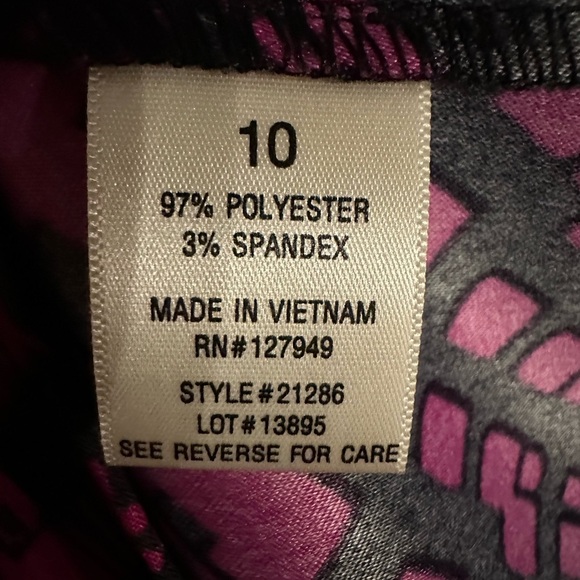 10
97% POLYESTER
3% SPANDEX
MADE IN VIETNAM
RN#127949
STYLE#21286
LOT#13895
SEE REVERSE FOR CARE